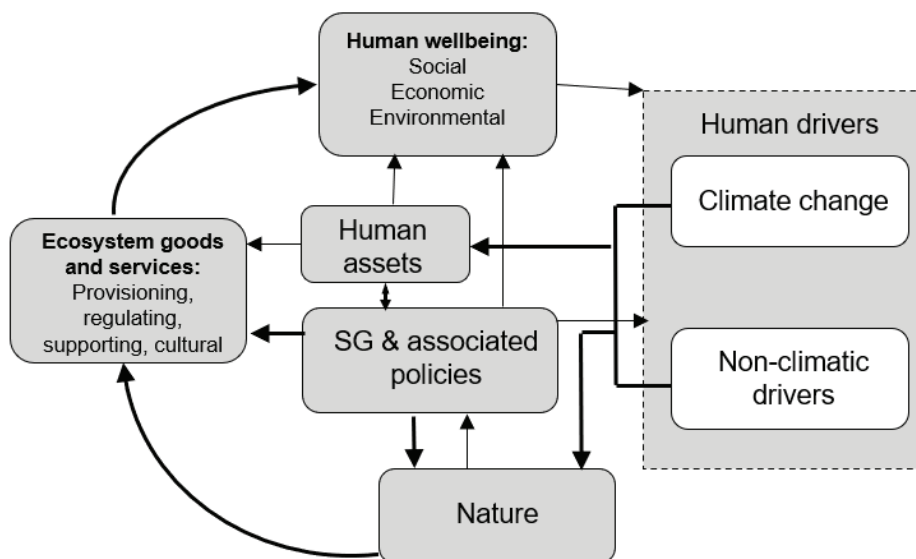 Human wellbeing:
Social
Economic
Environmental
Human drivers
Climate change
Human
assets
Ecosystem goods
and services:
Provisioning,
regulating,
supporting, cultural
SG & associated
policies
Non-climatic
drivers
Nature